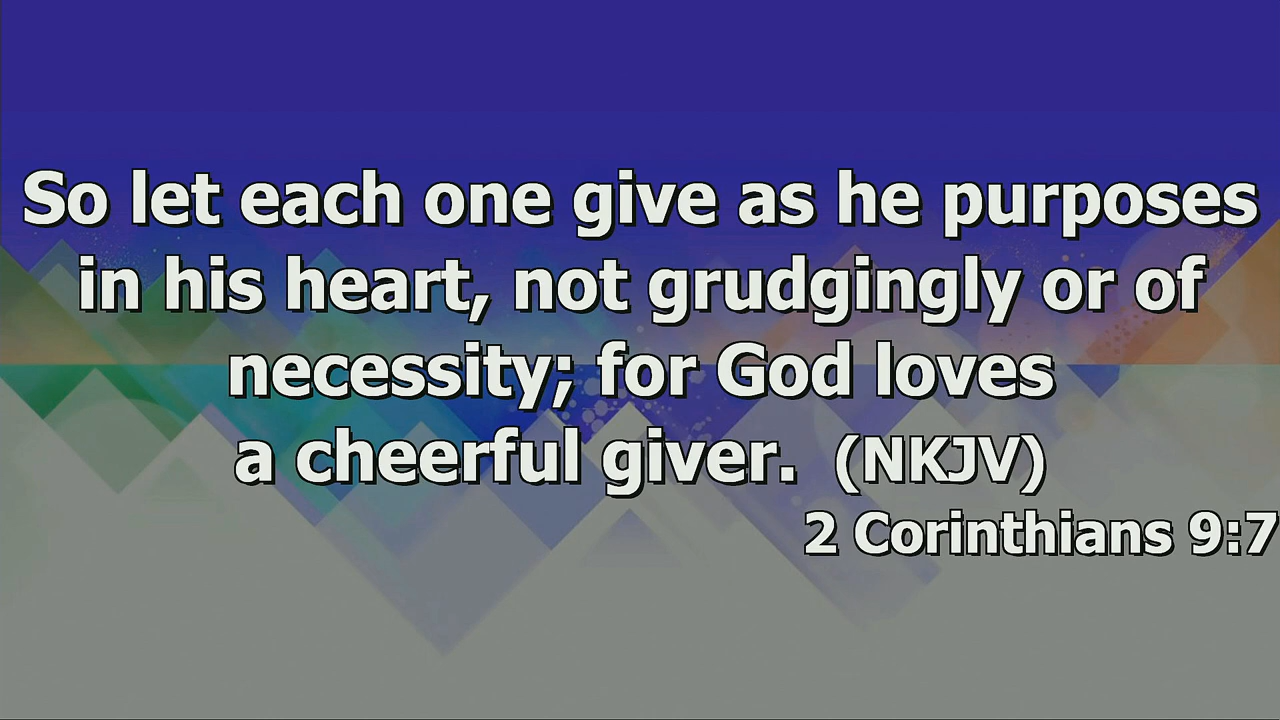 So let each one give as he purposes
in his heart, not grudgingly or of
necessity; for God loves
a cheerful giver. (NKJV)
2 Corinthians 9:7